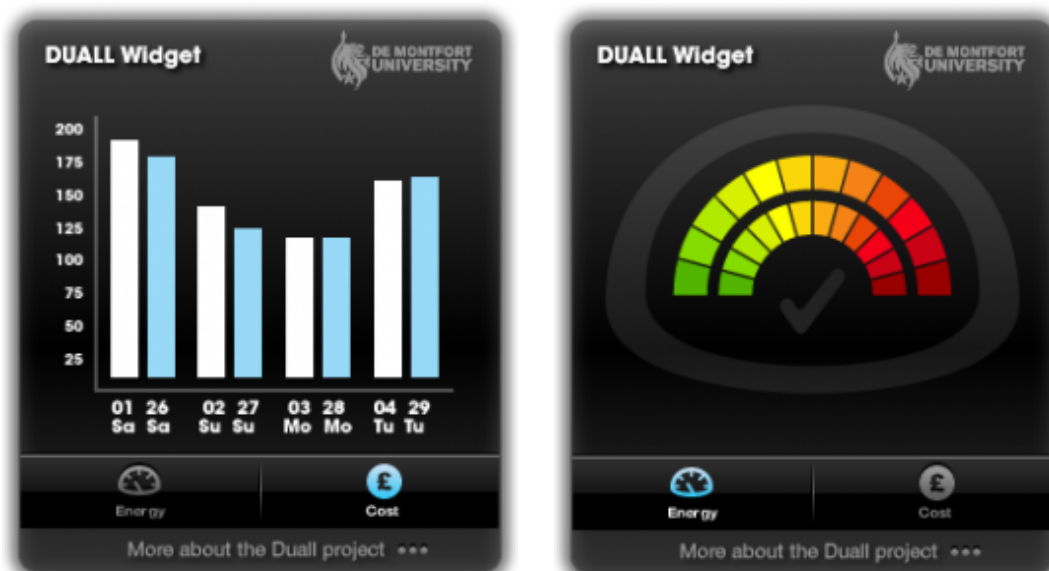 DUALL Widget
DE MONTFORT
UNIVERSITY
200
175
150
125
100
75
50
25
01 26 02 27 03 28 04 29
Sa Sa Su Su Mo Mo Tu Tu
£
Energy Cost
More about the Duall project •••
DUALL Widget
DE MONTFORT
UNIVERSITY
£
Energy Cost
More about the Duall project •••